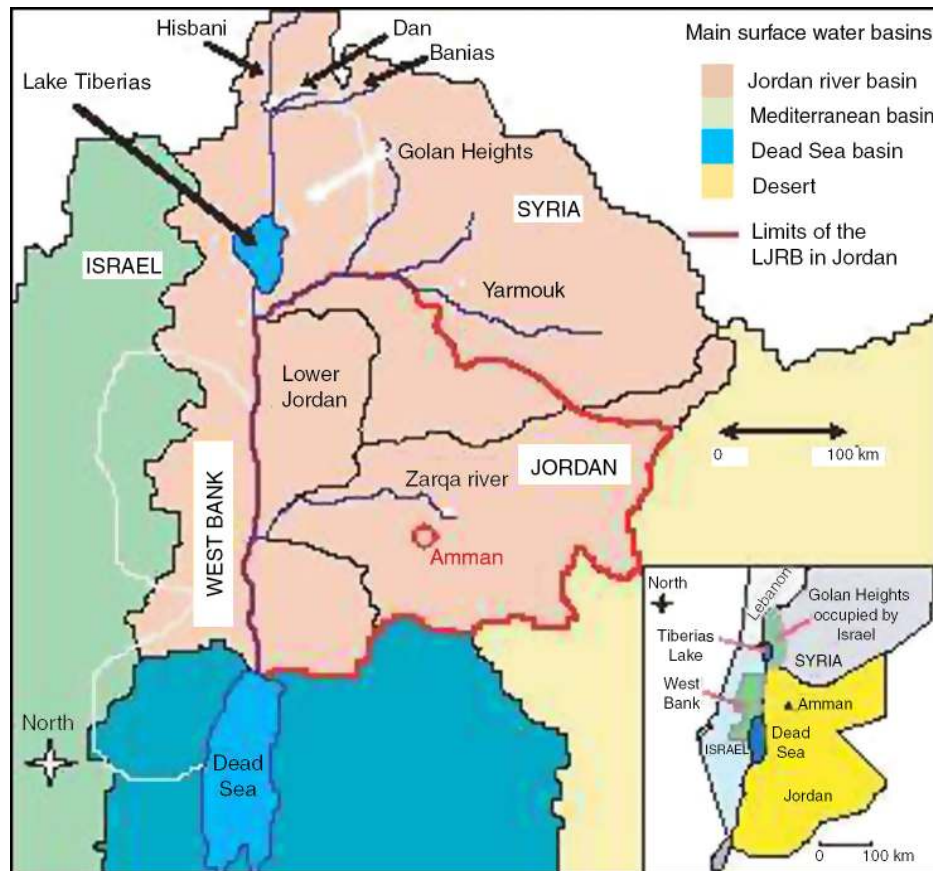 Hisbani
Dan
Banias
Lake Tiberias
Main surface water basins
Jordan river basin
Mediterranean basin
Dead Sea basin
Desert
Limits of the
LJRB in Jordan
Golan Heights
SYRIA
ISRAEL
Yarmouk
Lower
Jordan
WEST BANK
JORDAN
Zarqa river
Amman
0 100 km
North
Dead
Sea
North
Lebanon
Golan Heights
occupied by
Israel
Tiberias
Lake
SYRIA
West
Bank
Amman
ISRAEL
Dead
Sea
Jordan
0 100 km